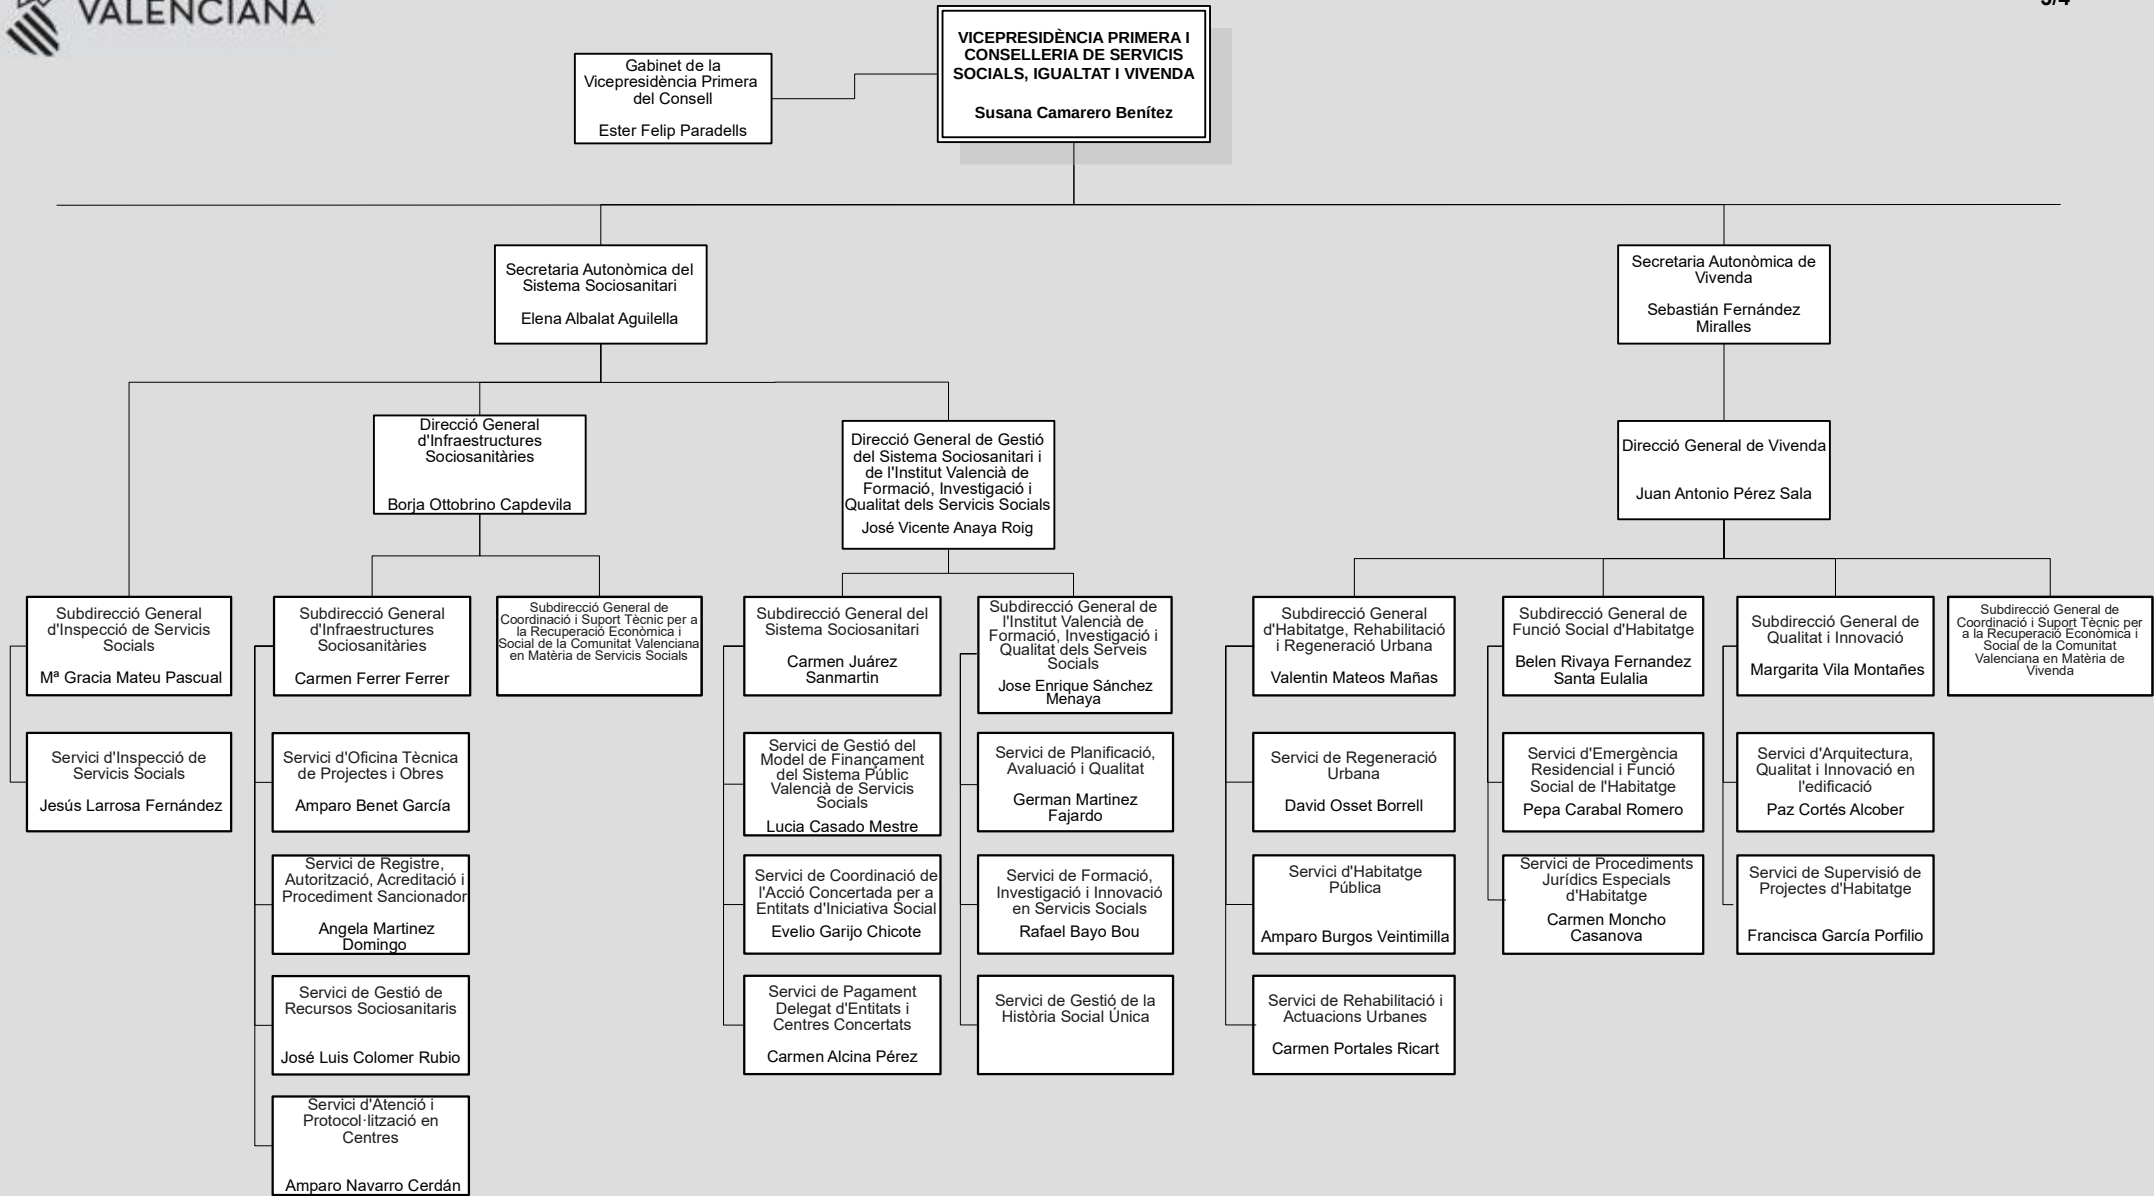 VALENCIANA
3/4
VICEPRESIDÈNCIA PRIMERA I
CONSELLERIA DE SERVICIS
SOCIALS, IGUALTAT I VIVENDA
Susana Camarero Benítez
Gabinet de la
Vicepresidència Primera
del Consell
Ester Felip Paradells
Secretaria Autonòmica del
Sistema Sociosanitari
Elena Albalat Aguilella
Secretaria Autonòmica de
Vivenda
Sebastián Fernández
Miralles
Direcció General
d'Infraestructures
Sociosanitàries
Borja Ottobrino Capdevila
Direcció General de Gestió
del Sistema Sociosanitari i
de l'Institut Valencià de
Formació, Investigació i
Qualitat dels Servicis Socials
José Vicente Anaya Roig
Direcció General de Vivenda
Juan Antonio Pérez Sala
Subdirecció General
d'Inspecció de Servicis
Socials
Mª Gracia Mateu Pascual
Subdirecció General
d'Infraestructures
Sociosanitàries
Carmen Ferrer Ferrer
Subdirecció General de
Coordinació i Suport Tècnic per a
la Recuperació Econòmica i
Social de la Comunitat Valenciana
en Matèria de Servicis Socials
Subdirecció General del
Sistema Sociosanitari
Carmen Juárez
Sanmartin
Subdirecció General de
l'Institut Valencià de
Formació, Investigació i
Qualitat dels Serveis
Socials
Jose Enrique Sánchez
Menaya
Subdirecció General
d'Habitatge, Rehabilitació
i Regeneració Urbana
Valentin Mateos Mañas
Subdirecció General de
Funció Social d'Habitatge
Belen Rivaya Fernandez
Santa Eulalia
Subdirecció General de
Qualitat i Innovació
Margarita Vila Montañes
Subdirecció General de
Coordinació i Suport Tècnic per
a la Recuperació Econòmica i
Social de la Comunitat
Valenciana en Matèria de
Vivenda
Servici d'Inspecció de
Servicis Socials
Jesús Larrosa Fernández
Servici d'Oficina Tècnica
de Projectes i Obres
Amparo Benet García
Servici de Gestió del
Model de Finançament
del Sistema Públic
Valencià de Servicis
Socials
Lucia Casado Mestre
Servici de Planificació,
Avaluació i Qualitat
German Martinez
Fajardo
Servici de Regeneració
Urbana
David Osset Borrell
Servici d'Emergència
Residencial i Funció
Social de l'Habitatge
Pepa Carabal Romero
Servici d'Arquitectura,
Qualitat i Innovació en
l'edificació
Paz Cortés Alcober
Servici de Registre,
Autorització, Acreditació i
Procediment Sancionador
Angela Martinez
Domingo
Servici de Coordinació de
l'Acció Concertada per a
Entitats d'Iniciativa Social
Evelio Garijo Chicote
Servici de Formació,
Investigació i Innovació
en Servicis Socials
Rafael Bayo Bou
Servici d'Habitatge
Pública
Amparo Burgos Veintimilla
Servici de Procediments
Jurídics Especials
d'Habitatge
Carmen Moncho
Casanova
Servici de Supervisió de
Projectes d'Habitatge
Francisca García Porfilio
Servici de Gestió de
Recursos Sociosanitaris
José Luis Colomer Rubio
Servici de Pagament
Delegat d'Entitats i
Centres Concertats
Carmen Alcina Pérez
Servici de Gestió de la
Història Social Única
Servici de Rehabilitació i
Actuacions Urbanes
Carmen Portales Ricart
Servici d'Atenció i
Protocol·lització en
Centres
Amparo Navarro Cerdán